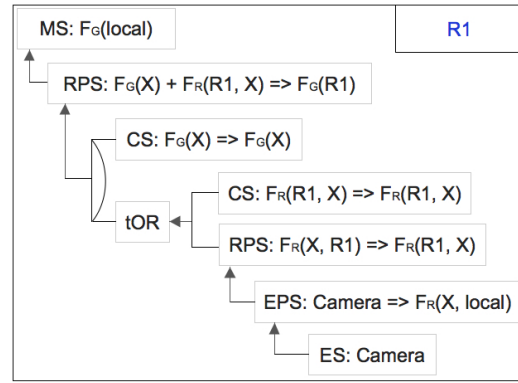 MS: FG(local)
R1
RPS: FG(X) + FR(R1, X) => FG(R1)
CS: FG(X) => FG(X)
CS: FR(R1, X) => FR(R1, X)
tOR
RPS: FR(X, R1) => FR(R1, X)
EPS: Camera => FR(X, local)
ES: Camera